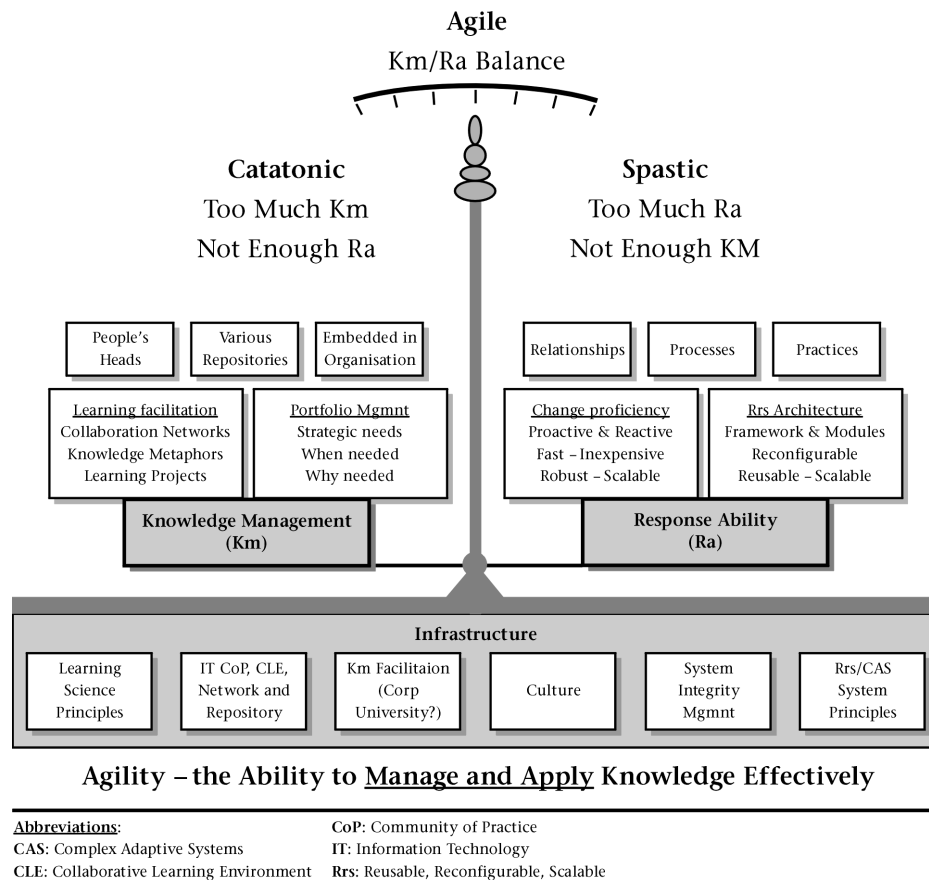 Agile
Km/Ra Balance
Catatonic
Too Much Km
Not Enough Ra
Spastic
Too Much Ra
Not Enough KM
People's
Heads
Various
Repositories
Embedded in
Organisation
Relationships
Processes
Practices
Learning facilitation
Collaboration Networks
Knowledge Metaphors
Learning Projects
Portfolio Mgmnt
Strategic needs
When needed
Why needed
Change proficiency
Proactive & Reactive
Fast – Inexpensive
Robust – Scalable
Rrs Architecture
Framework & Modules
Reconfigurable
Reusable – Scalable
Knowledge Management
(Km)
Response Ability
(Ra)
Infrastructure
Learning
Science
Principles
IT CoP, CLE,
Network and
Repository
Km Facilitaion
(Corp
University?)
Culture
System
Integrity
Mgmnt
Rrs/CAS
System
Principles
Agility – the Ability to Manage and Apply Knowledge Effectively
Abbreviations:
CAS: Complex Adaptive Systems
CLE: Collaborative Learning Environment
CoP: Community of Practice
IT: Information Technology
Rrs: Reusable, Reconfigurable, Scalable